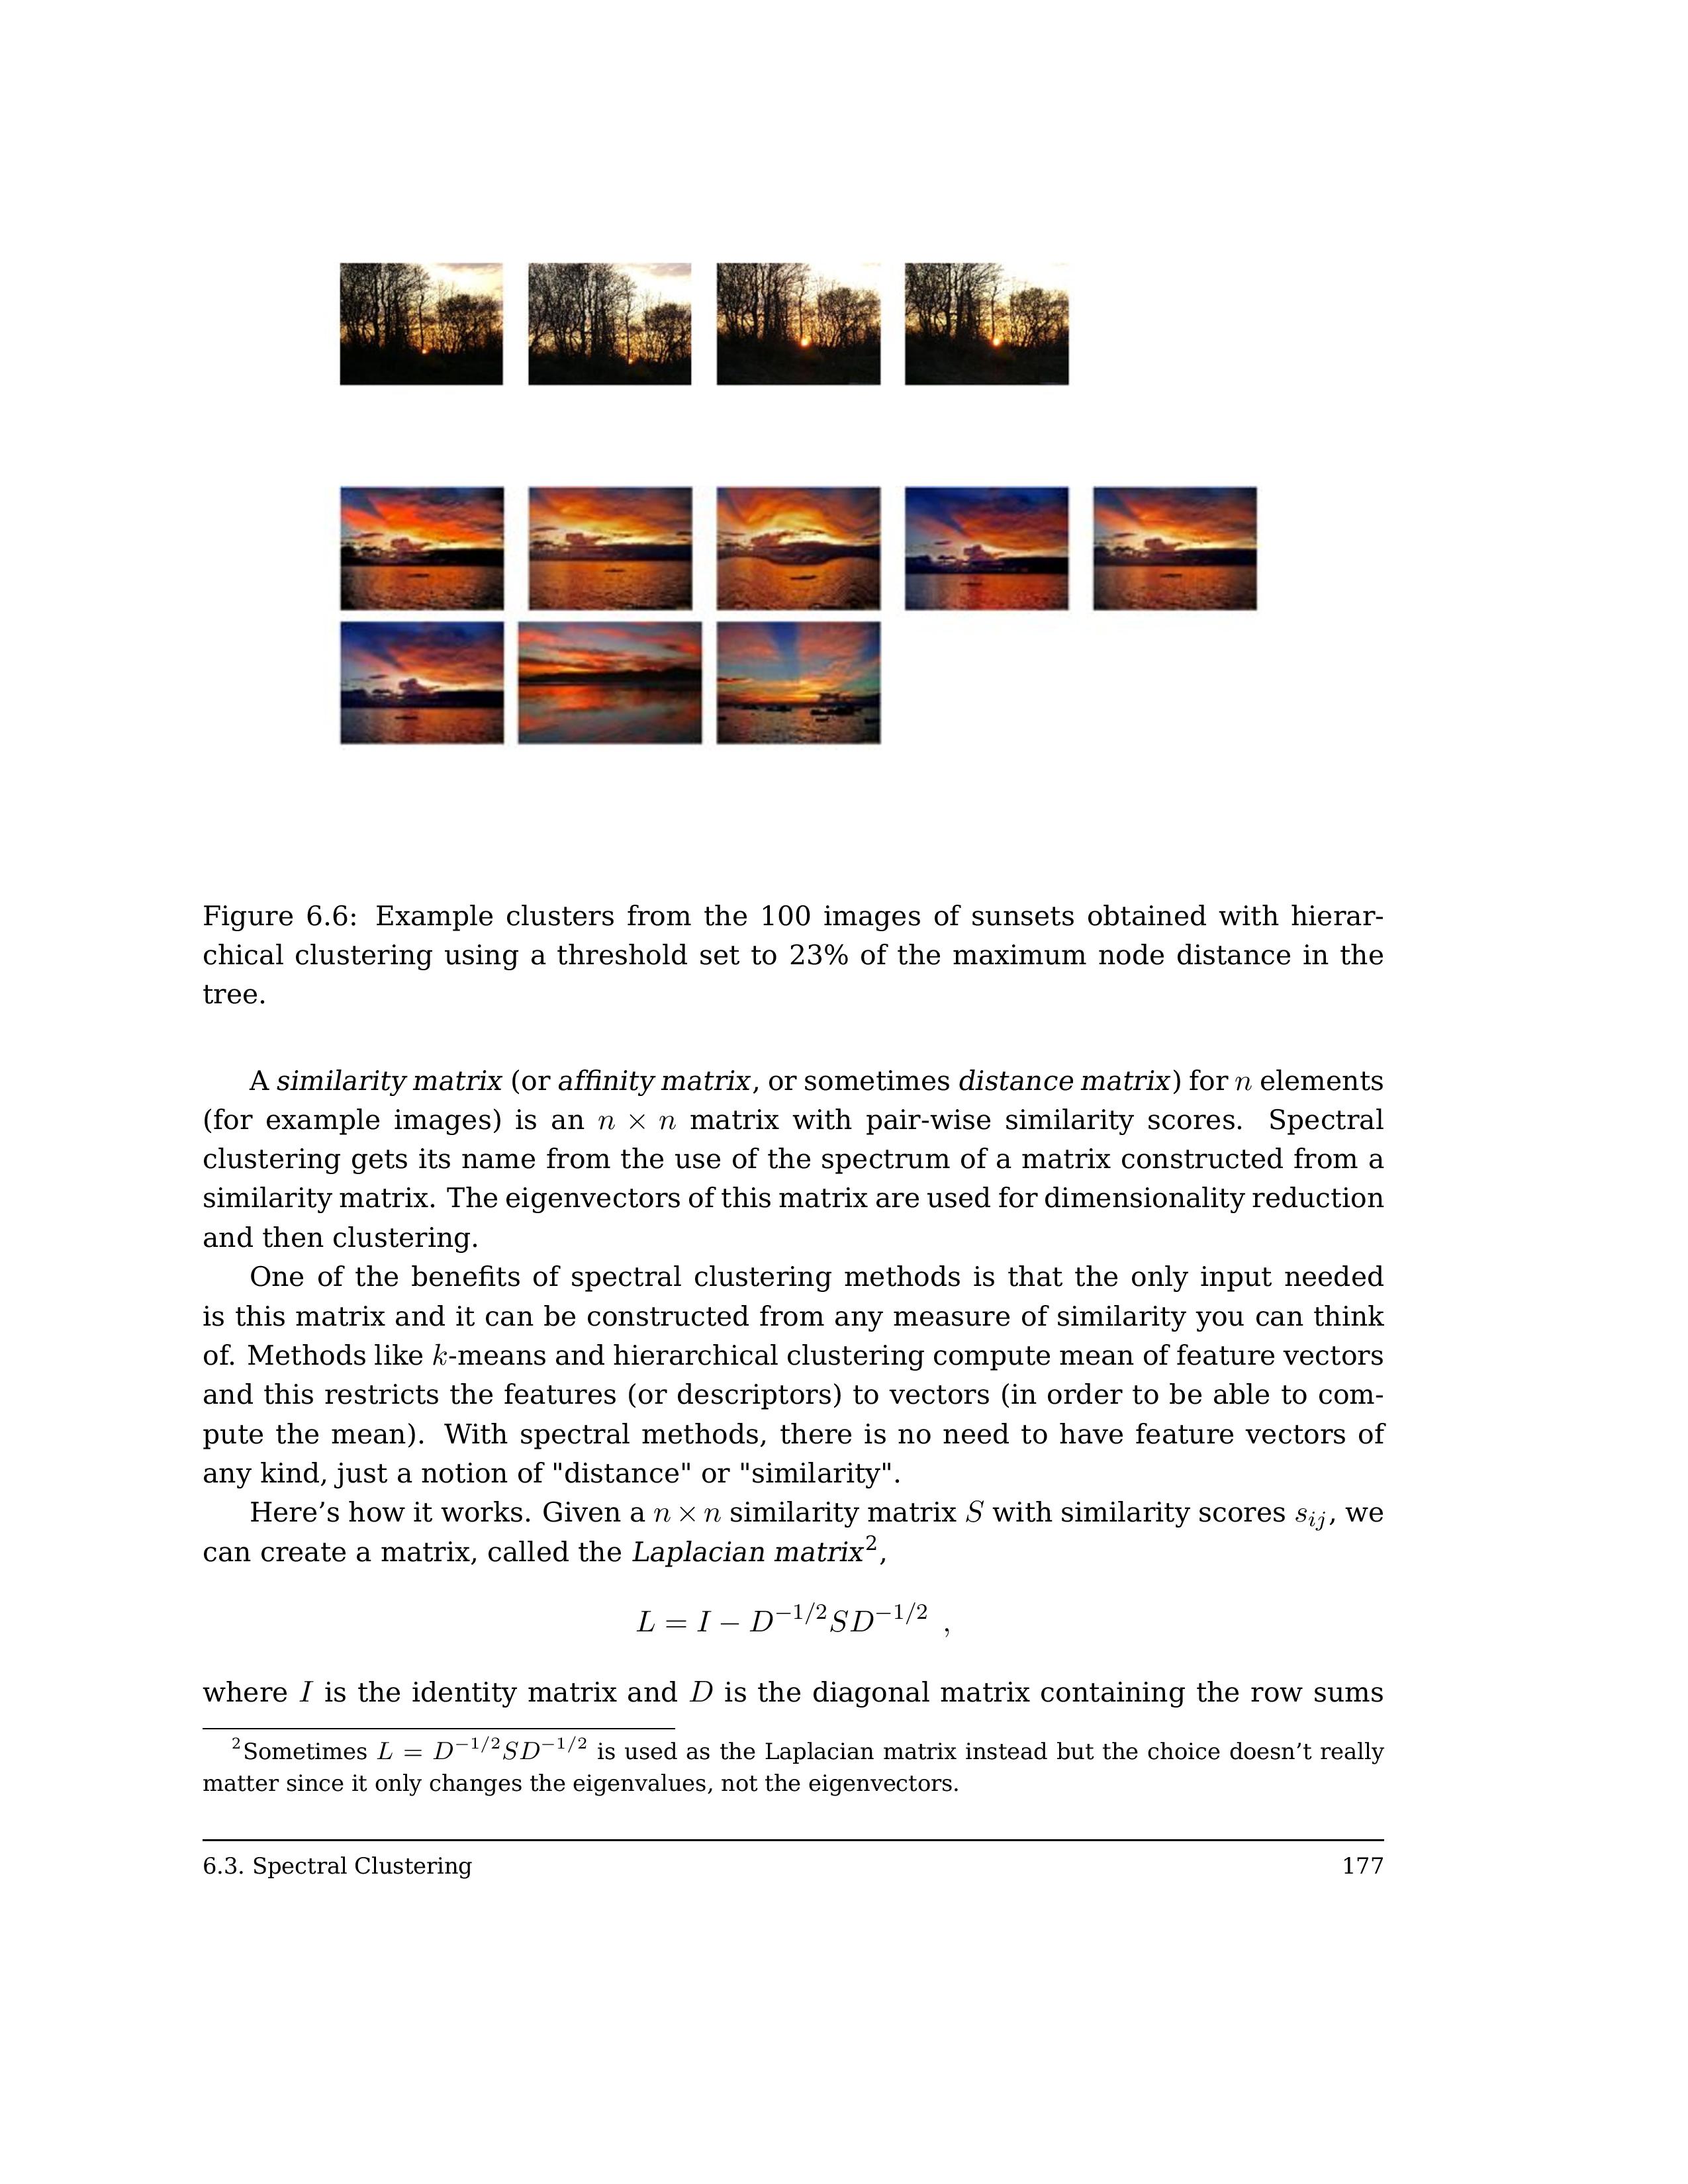 Figure 6.6: Example clusters from the 100 images of sunsets obtained with hierar-
chical clustering using a threshold set to 23% of the maximum node distance in the
tree.
A similarity matrix (or affinity matrix, or sometimes distance matrix) for n elements
(for example images) is an n × n matrix with pair-wise similarity scores. Spectral
clustering gets its name from the use of the spectrum of a matrix constructed from a
similarity matrix. The eigenvectors of this matrix are used for dimensionality reduction
and then clustering.
One of the benefits of spectral clustering methods is that the only input needed
is this matrix and it can be constructed from any measure of similarity you can think
of. Methods like k-means and hierarchical clustering compute mean of feature vectors
and this restricts the features (or descriptors) to vectors (in order to be able to com-
pute the mean). With spectral methods, there is no need to have feature vectors of
any kind, just a notion of "distance" or "similarity".
Here's how it works. Given a n × n similarity matrix S with similarity scores s_ij, we
can create a matrix, called the Laplacian matrix²,
L = I − D^{−1/2}SD^{−1/2} ,
where I is the identity matrix and D is the diagonal matrix containing the row sums
²Sometimes L = D^{−1/2}SD^{−1/2} is used as the Laplacian matrix instead but the choice doesn't really
matter since it only changes the eigenvalues, not the eigenvectors.
6.3. Spectral Clustering 177